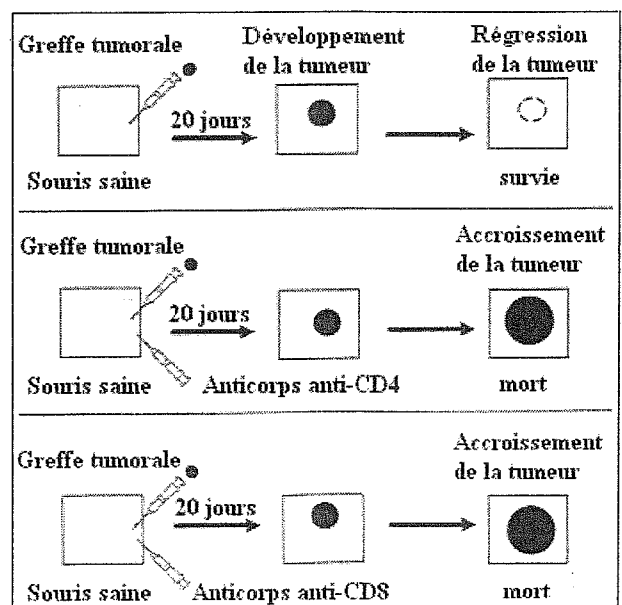 Greffe tumorale
Développement de la tumeur
Régression de la tumeur
20 jours
Souris saine
survie
Greffe tumorale
Accroissement de la tumeur
20 jours
Souris saine
Anticorps anti-CD4
mort
Greffe tumorale
Accroissement de la tumeur
20 jours
Souris saine
Anticorps anti-CD8
mort